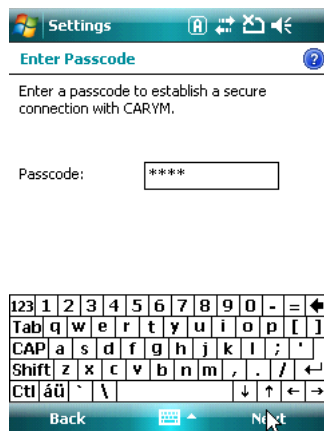 Settings
A
Enter Passcode
?
Enter a passcode to establish a secure
connection with CARYM.
Passcode: ****
123 1 2 3 4 5 6 7 8 9 0 - =
Tab q w e r t y u i o p [ ]
CAP a s d f g h j k l ; '
Shift z x c v b n m , . /
Ctl áü ` \
Back Next